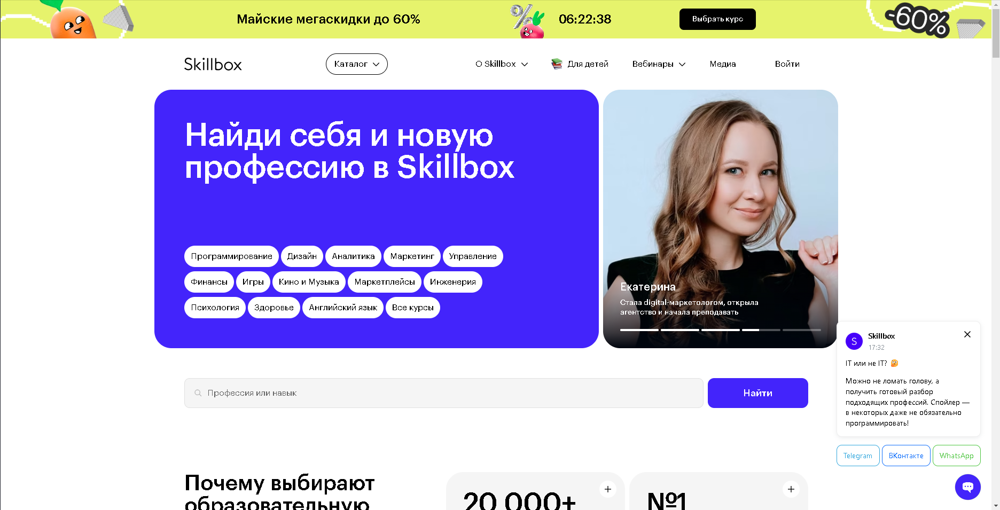 Майские мегаскидки до 60%
%
06:22:38
Выбрать курс
-60%
Skillbox
Каталог
О Skillbox
Для детей
Вебинары
Медиа
Войти
Найди себя и новую
профессию в Skillbox
Программирование
Дизайн
Аналитика
Маркетинг
Управление
Финансы
Игры
Кино и Музыка
Маркетплейсы
Инженерия
Психология
Здоровье
Английский язык
Все курсы
Екатерина
Стала digital-маркетологом, открыла
агентство и начала преподавать
Профессия или навык
Найти
S
Skillbox
17:32
IT или не IT?
Можно не ломать голову, а
получить готовый разбор
подходящих профессий. Спойлер —
в некоторых даже не обязательно
программировать!
Telegram
ВКонтакте
WhatsApp
Почему выбирают
образовательную
20 000+
№1